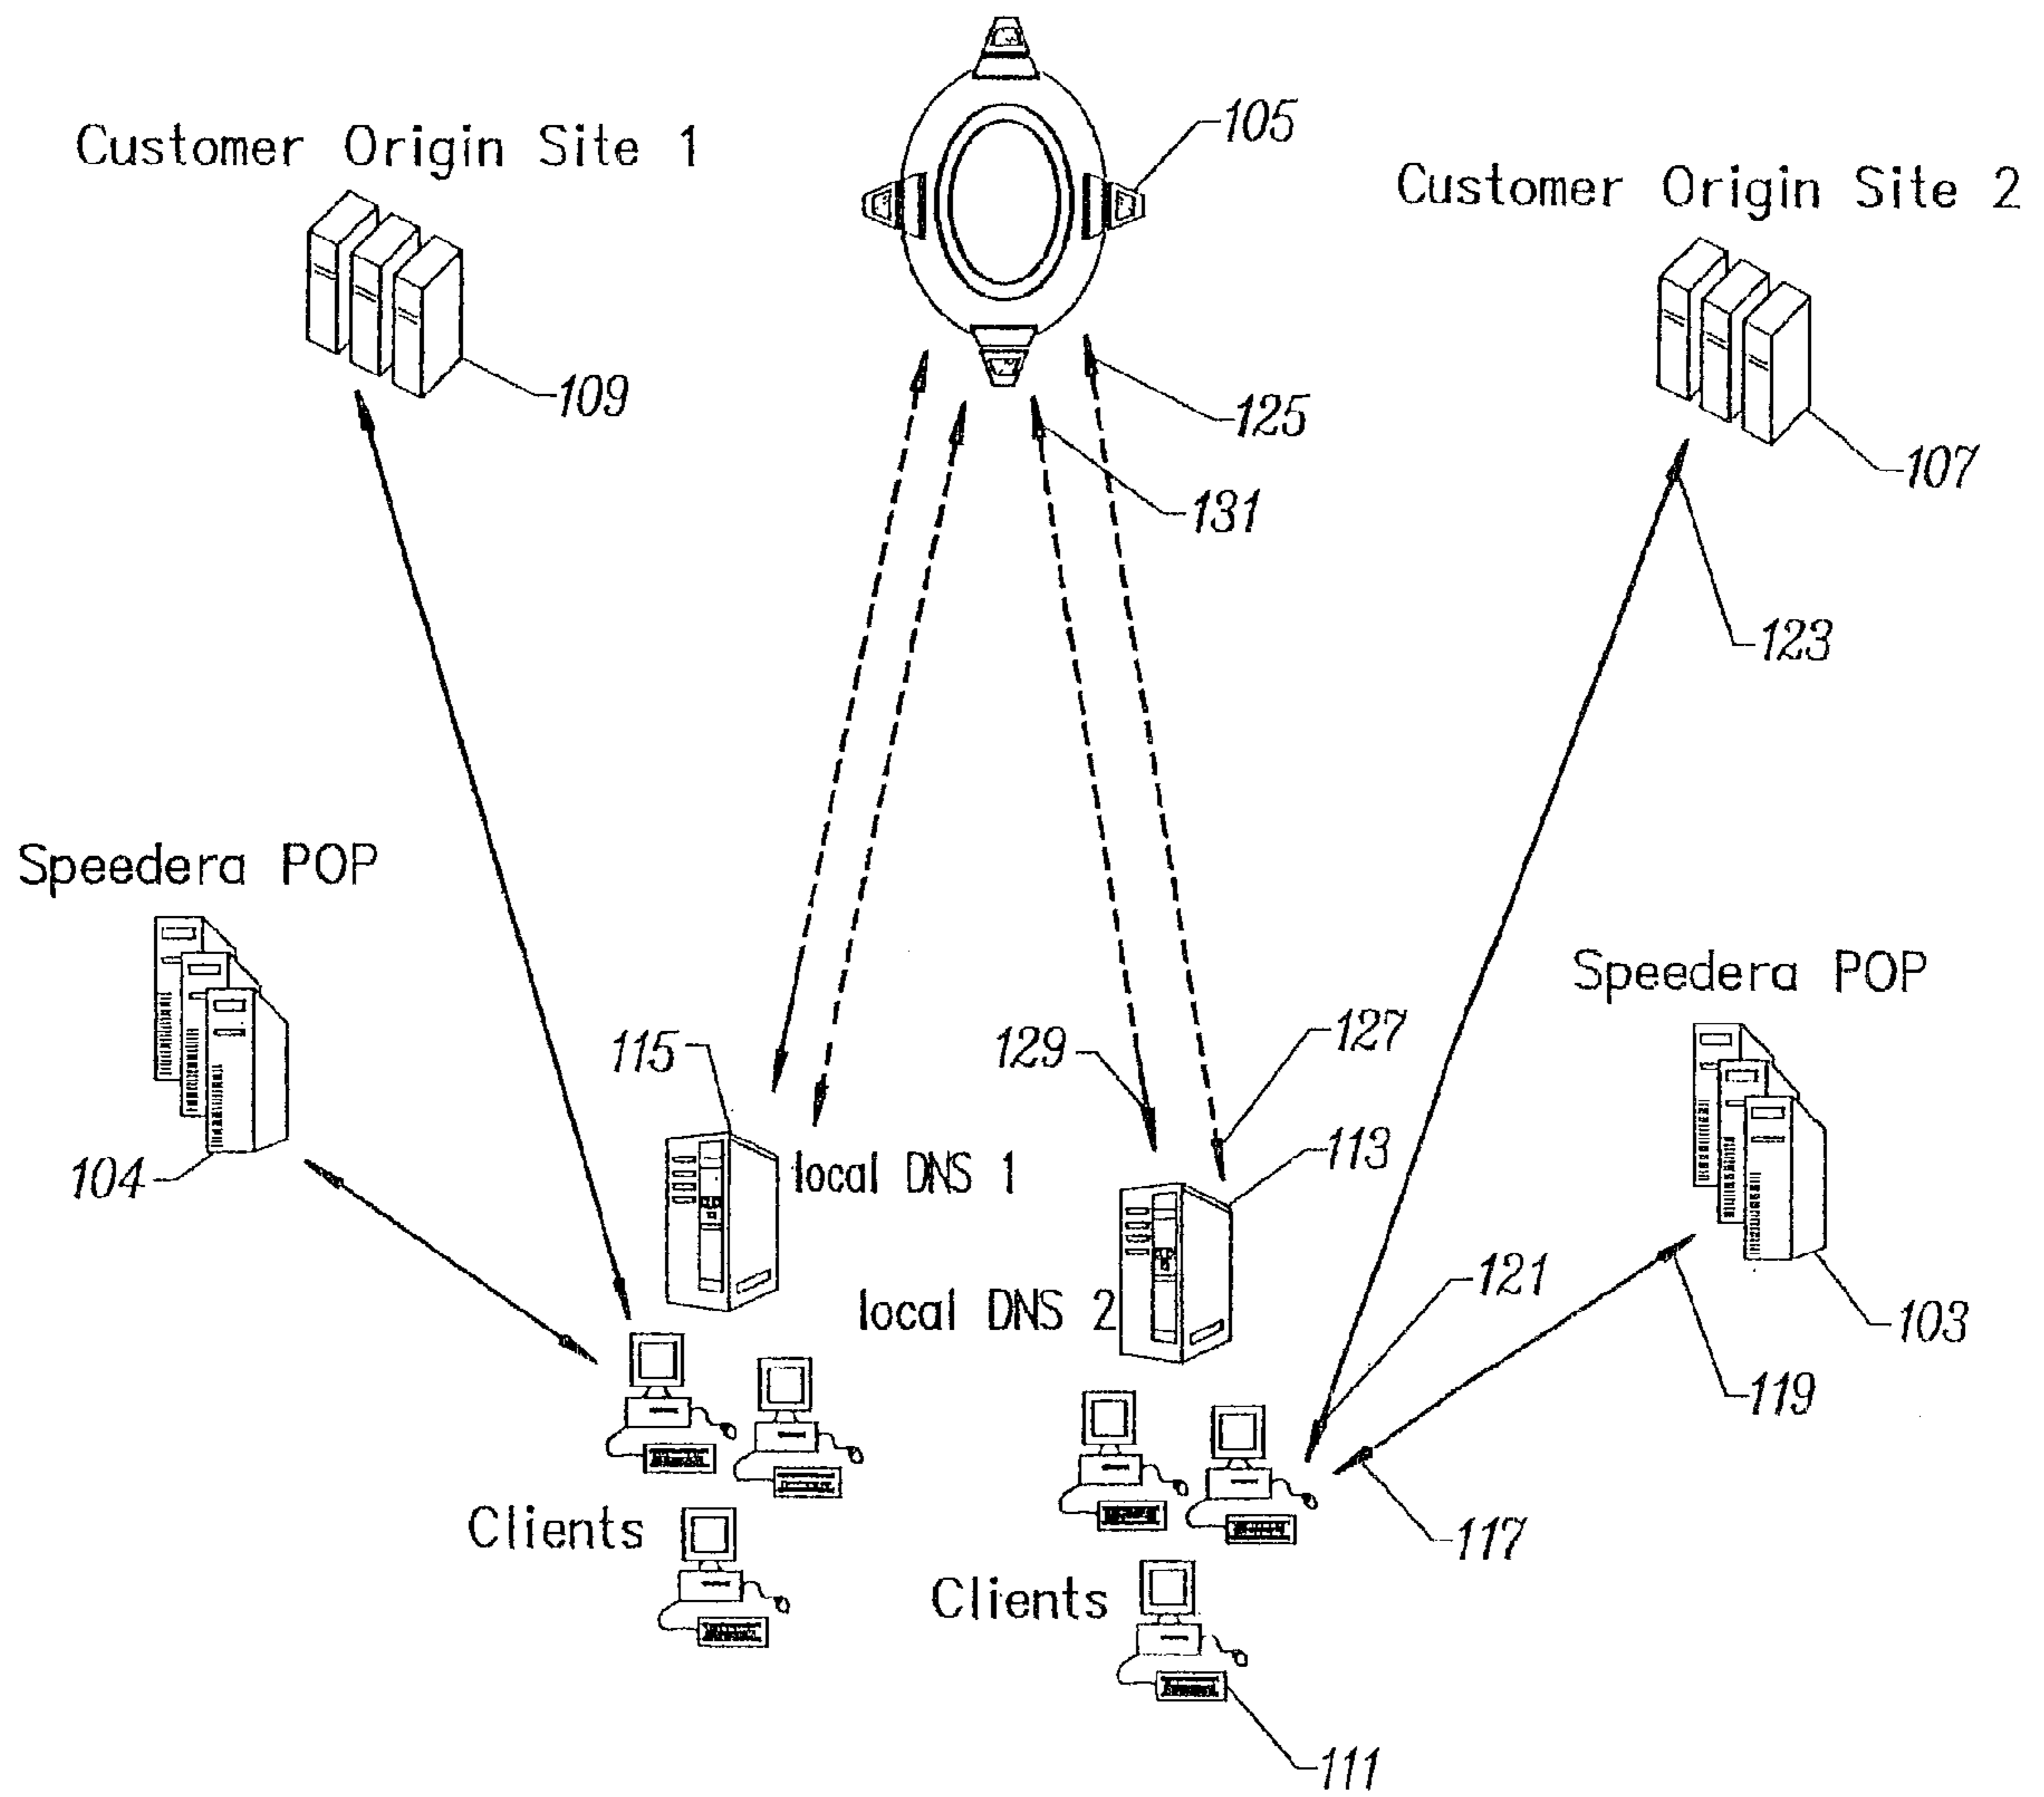 105
Customer Origin Site 1
Customer Origin Site 2
109
125
107
131
123
Speedera POP
Speedera POP
115
129
127
113
104
local DNS 1
121
local DNS 2
103
119
Clients
117
Clients
111